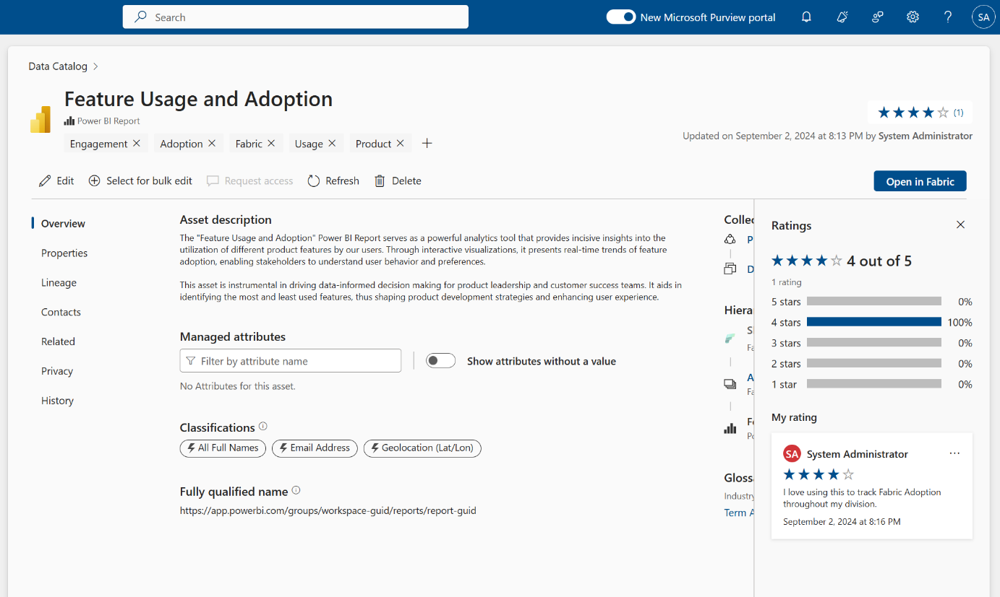 Search
New Microsoft Purview portal
SA
Data Catalog
Feature Usage and Adoption
Power BI Report
(1)
Updated on September 2, 2024 at 8:13 PM by System Administrator
Engagement
Adoption
Fabric
Usage
Product
Edit
Select for bulk edit
Request access
Refresh
Delete
Open in Fabric
Overview
Properties
Lineage
Contacts
Related
Privacy
History
Asset description
The "Feature Usage and Adoption" Power BI Report serves as a powerful analytics tool that provides incisive insights into the
utilization of different product features by our users. Through interactive visualizations, it presents real-time trends of feature
adoption, enabling stakeholders to understand user behavior and preferences.
This asset is instrumental in driving data-informed decision making for product leadership and customer success teams. It aids in
identifying the most and least used features, thus shaping product development strategies and enhancing user experience.
Managed attributes
Filter by attribute name
Show attributes without a value
No Attributes for this asset.
Classifications
All Full Names
Email Address
Geolocation (Lat/Lon)
Fully qualified name
https://app.powerbi.com/groups/workspace-guid/reports/report-guid
Industry
Term A
Ratings
4 out of 5
1 rating
5 stars 0%
4 stars 100%
3 stars 0%
2 stars 0%
1 star 0%
My rating
SA System Administrator
I love using this to track Fabric Adoption
throughout my division.
September 2, 2024 at 8:16 PM